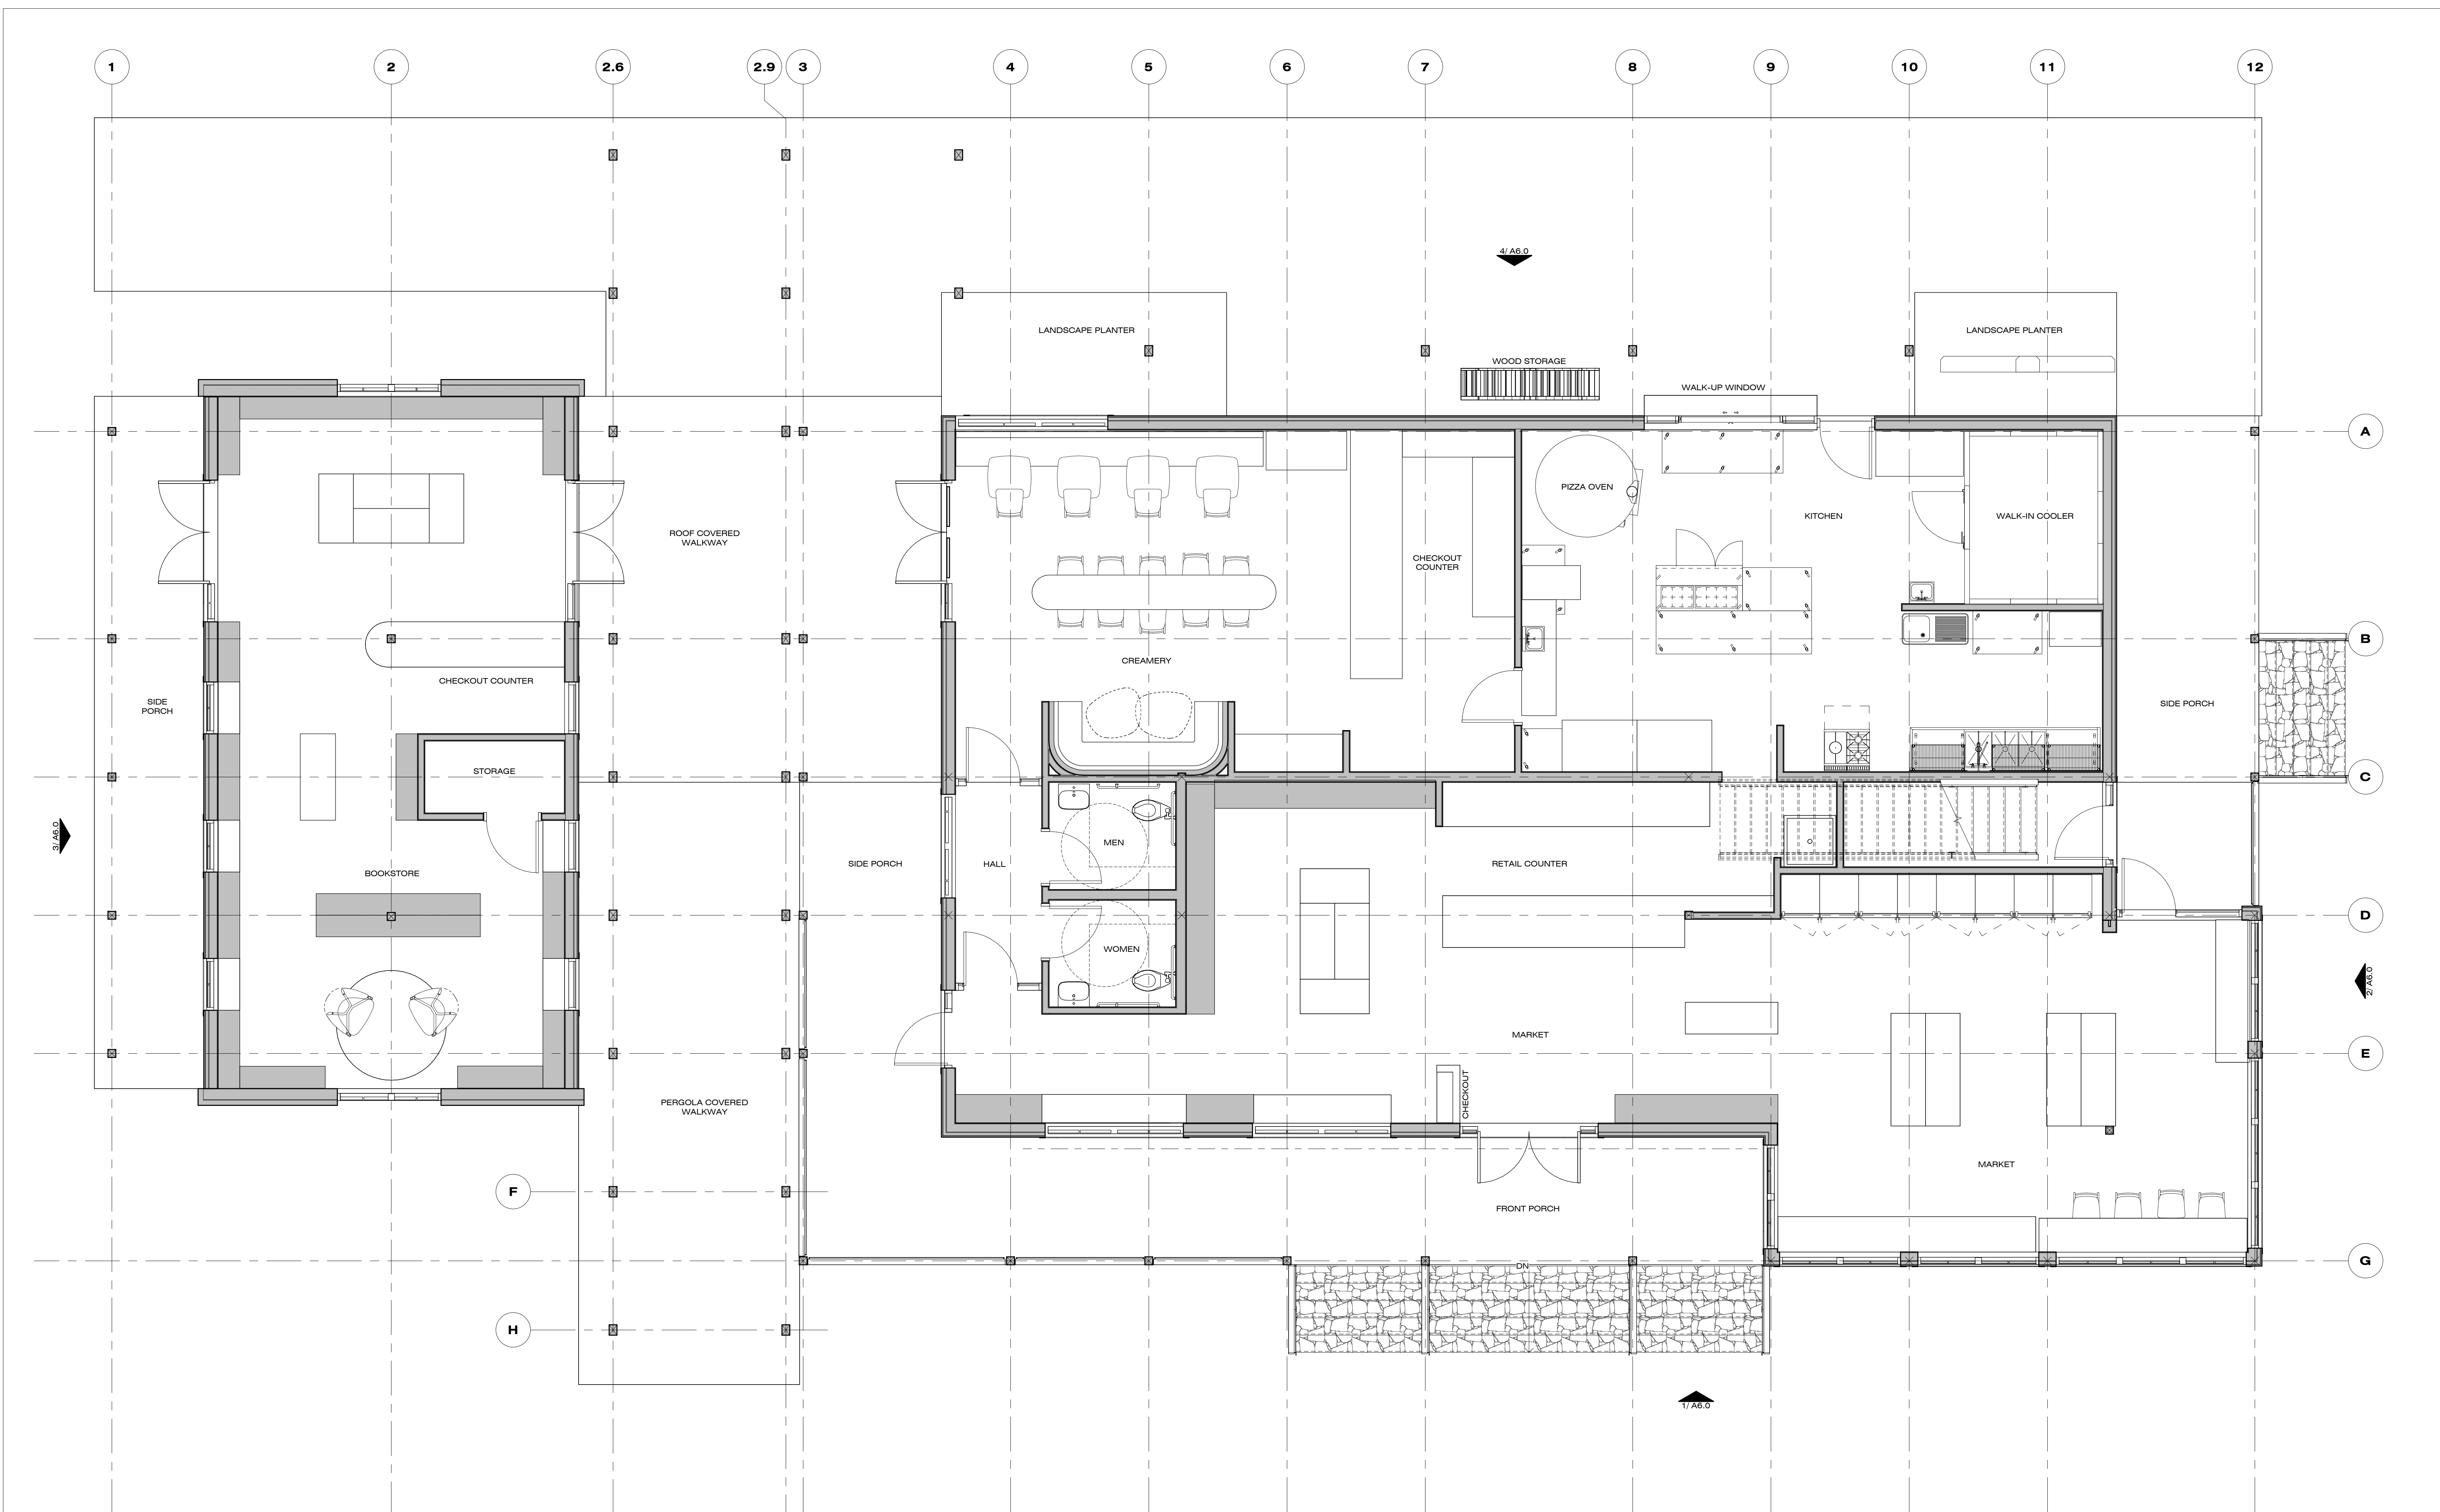 1
2
2.6
2.9
3
4
5
6
7
8
9
10
11
12
4/ A6.0
LANDSCAPE PLANTER
LANDSCAPE PLANTER
WOOD STORAGE
WALK-UP WINDOW
A
PIZZA OVEN
KITCHEN
WALK-IN COOLER
ROOF COVERED
WALKWAY
CHECKOUT
COUNTER
B
CREAMERY
CHECKOUT COUNTER
SIDE
PORCH
SIDE PORCH
STORAGE
C
3/ A6.0
MEN
SIDE PORCH
HALL
RETAIL COUNTER
BOOKSTORE
D
WOMEN
2/ A6.0
MARKET
E
CHECKOUT
PERGOLA COVERED
WALKWAY
MARKET
F
FRONT PORCH
DN
G
H
1/ A6.0